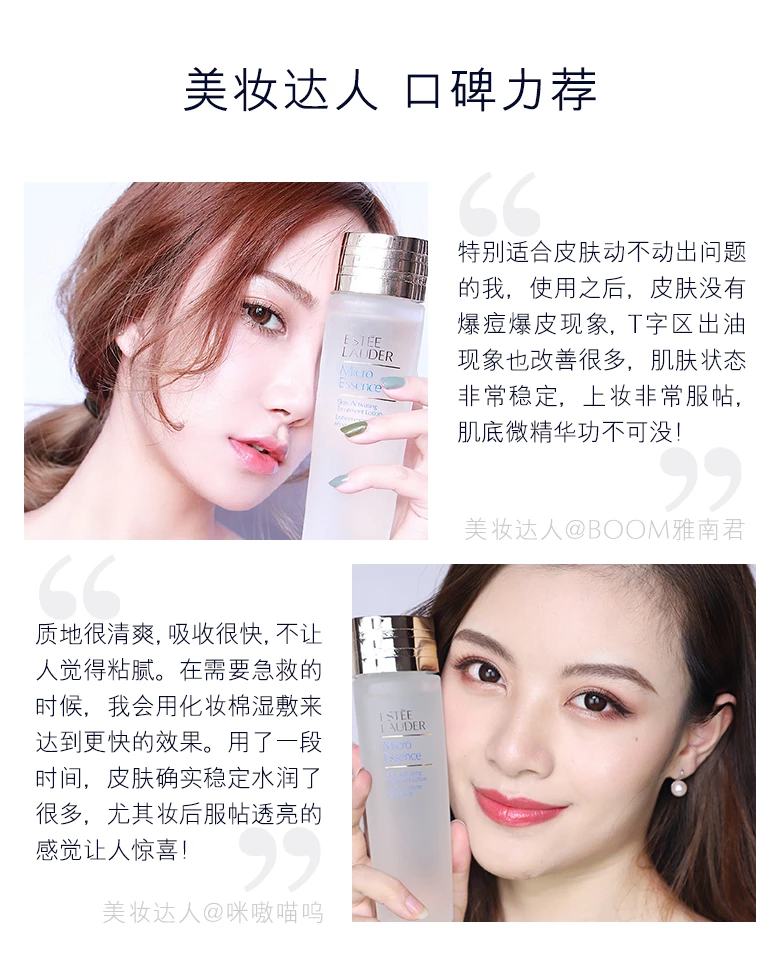 美妆达人 口碑力荐
特别适合皮肤动不动出问题
的我，使用之后，皮肤没有
爆痘爆皮现象，T字区出油
现象也改善很多，肌肤状态
非常稳定，上妆非常服帖，
肌底微精华功不可没！
美妆达人@BOOM雅南君
ESTĒE
LAUDER
Micro
Essence
Skin Activating
Treatment Lotion
质地很清爽，吸收很快，不让
人觉得粘腻。在需要急救的
时候，我会用化妆棉湿敷来
达到更快的效果。用了一段
时间，皮肤确实稳定水润了
很多，尤其妆后服帖透亮的
感觉让人惊喜！
美妆达人@咪嗷喵呜
ESTĒE
LAUDER
Micro
Essence